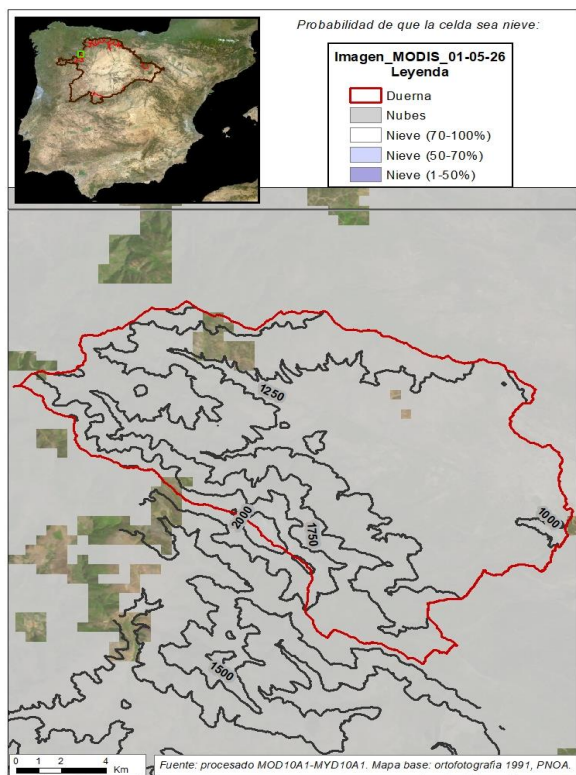 Probabilidad de que la celda sea nieve:
Imagen_MODIS_01-05-26
Leyenda
Duerna
Nubes
Nieve (70-100%)
Nieve (50-70%)
Nieve (1-50%)
1250
1000
2000
1750
1500
0 1 2 4
Km
Fuente: procesado MOD10A1-MYD10A1. Mapa base: ortofotografia 1991, PNOA.